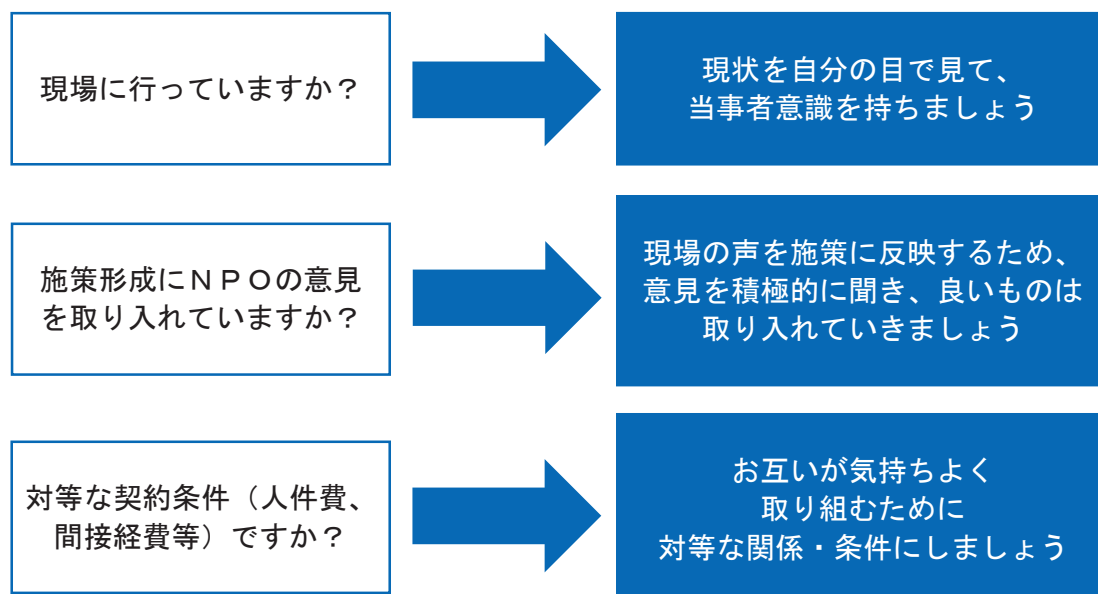 現場に行っていますか？
現状を自分の目で見て、
当事者意識を持ちましょう
施策形成にＮＰＯの意見
を取り入れていますか？
現場の声を施策に反映するため、
意見を積極的に聞き、良いものは
取り入れていきましょう
対等な契約条件（人件費、
間接経費等）ですか？
お互いが気持ちよく
取り組むために
対等な関係・条件にしましょう